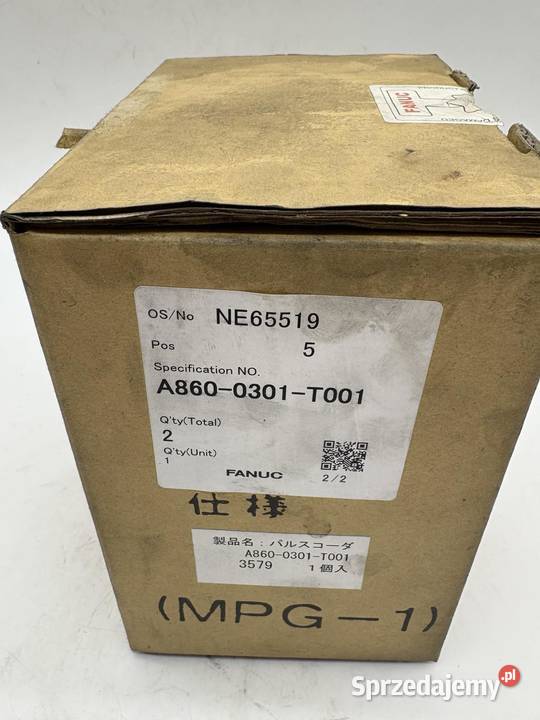 FANUC
OS/No NE65519
Pos 5
Specification NO.
A860-0301-T001
Q'ty(Total)
2
Q'ty(Unit)
1
FANUC 2/2
仕様
製品名：パルスコーダ
A860-0301-T001
3579 1個入
(MPG-1)
Sprzedajemy.pl